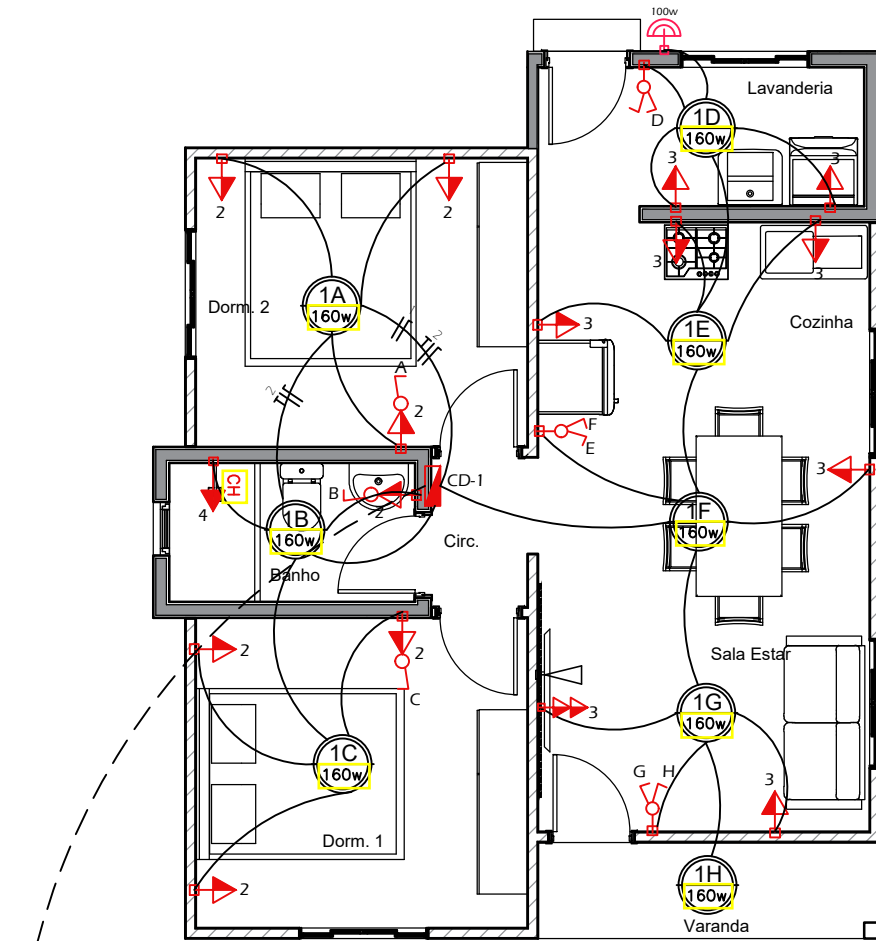 100w
Lavanderia
1D
160w
D
3
3
2
2
Dorm. 2
1A
160w
2
2
A
2
3
3
3
Cozinha
1E
160w
F
E
3
CH
4
B
2
CD-1
1B
160w
Banho
Circ.
1F
160w
2
2
C
Sala Estar
1G
160w
3
1C
160w
G H
3
Dorm. 1
2
1H
160w
Varanda